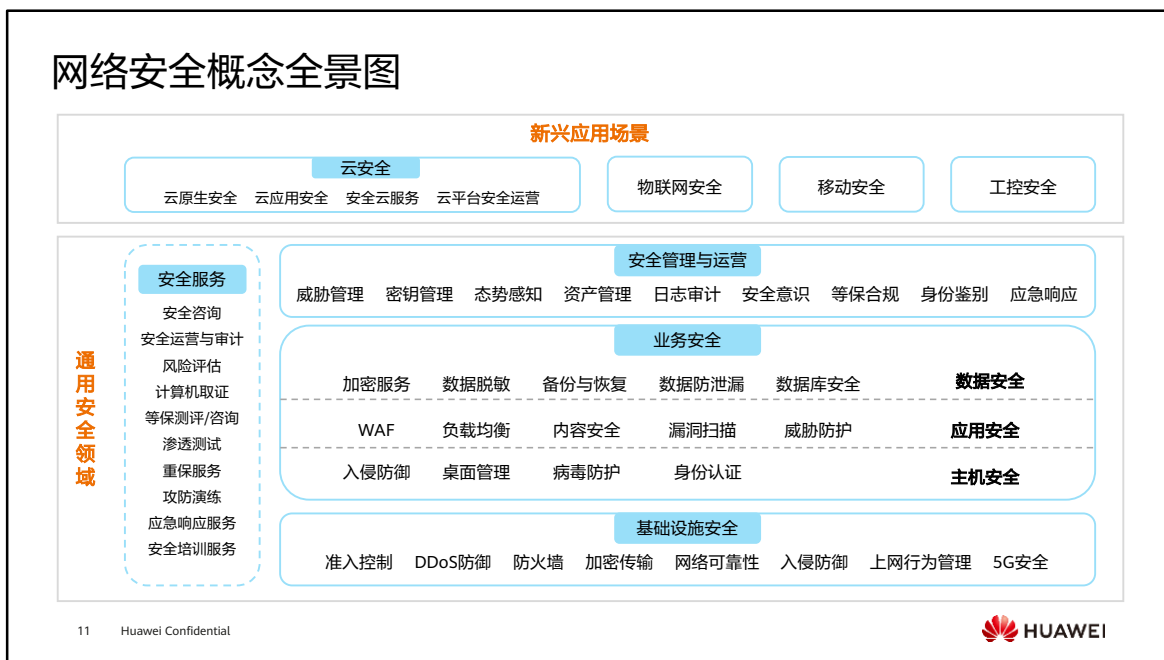 网络安全概念全景图
新兴应用场景
云安全
云原生安全 云应用安全 安全云服务 云平台安全运营
物联网安全
移动安全
工控安全
通用安全领域
安全服务
安全咨询
安全运营与审计
风险评估
计算机取证
等保测评/咨询
渗透测试
重保服务
攻防演练
应急响应服务
安全培训服务
安全管理与运营
威胁管理 密钥管理 态势感知 资产管理 日志审计 安全意识 等保合规 身份鉴别 应急响应
业务安全
加密服务 数据脱敏 备份与恢复 数据防泄漏 数据库安全 数据安全
WAF 负载均衡 内容安全 漏洞扫描 威胁防护 应用安全
入侵防御 桌面管理 病毒防护 身份认证 主机安全
基础设施安全
准入控制 DDoS防御 防火墙 加密传输 网络可靠性 入侵防御 上网行为管理 5G安全
11 Huawei Confidential
HUAWEI